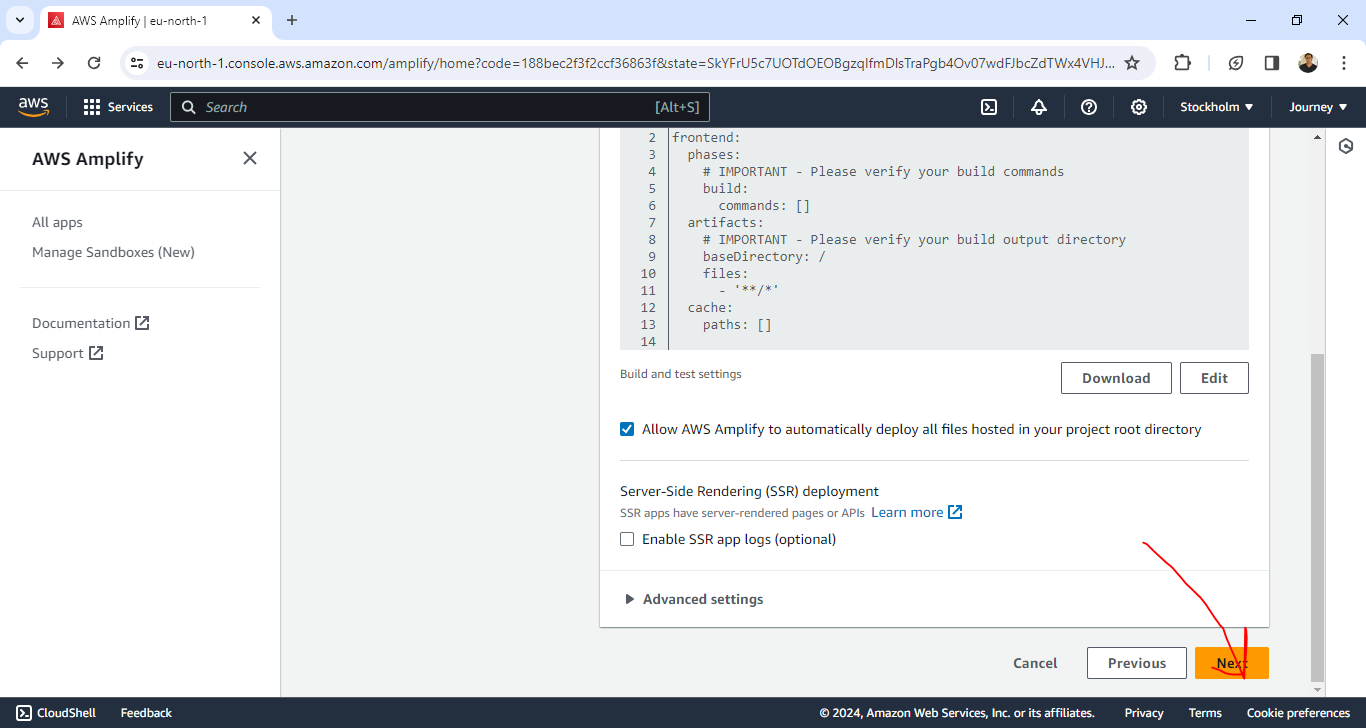 AWS Amplify | eu-north-1
eu-north-1.console.aws.amazon.com/amplify/home?code=188bec2f3f2ccf36863f&state=SkYFrU5c7UOTdOEOBgzqIfmDlsTraPgb4Ov07wdFJbcZdTWx4VHJ...
aws
Services
Search
[Alt+S]
Stockholm
Journey
AWS Amplify
All apps
Manage Sandboxes (New)
Documentation
Support
2 frontend:
3 phases:
4 # IMPORTANT - Please verify your build commands
5 build:
6 commands: []
7 artifacts:
8 # IMPORTANT - Please verify your build output directory
9 baseDirectory: /
10 files:
11 - '**/*'
12 cache:
13 paths: []
14
Build and test settings
Download
Edit
Allow AWS Amplify to automatically deploy all files hosted in your project root directory
Server-Side Rendering (SSR) deployment
SSR apps have server-rendered pages or APIs Learn more
Enable SSR app logs (optional)
Advanced settings
Cancel
Previous
Next
CloudShell
Feedback
© 2024, Amazon Web Services, Inc. or its affiliates.
Privacy
Terms
Cookie preferences